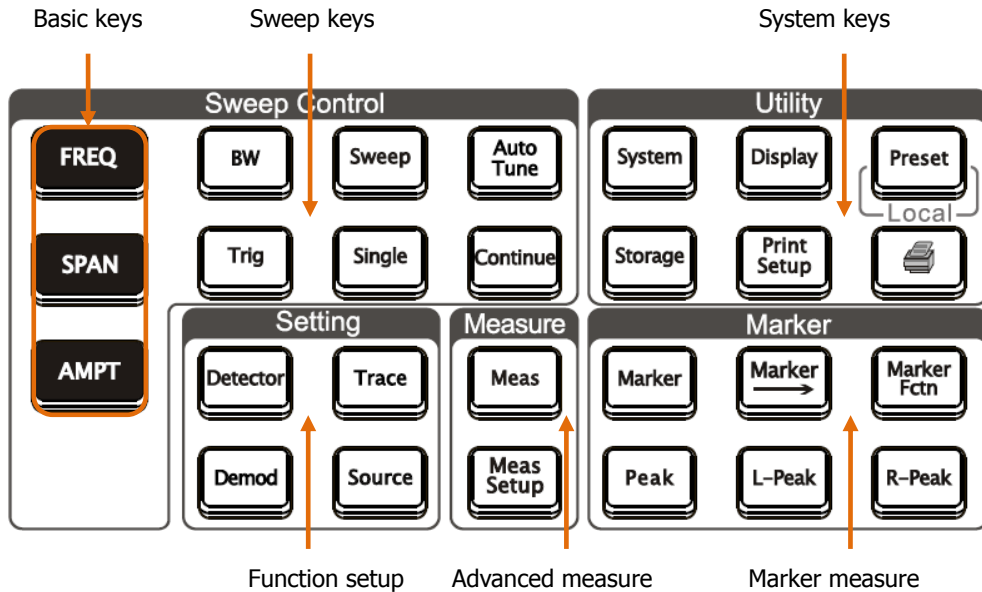 Basic keys
Sweep keys
System keys
Sweep Control
Utility
FREQ
BW
Sweep
Auto
Tune
System
Display
Preset
Local
SPAN
Trig
Single
Continue
Storage
Print
Setup
Setting
Measure
Marker
AMPT
Detector
Trace
Meas
Marker
Marker
Marker
Fctn
Demod
Source
Meas
Setup
Peak
L-Peak
R-Peak
Function setup
Advanced measure
Marker measure